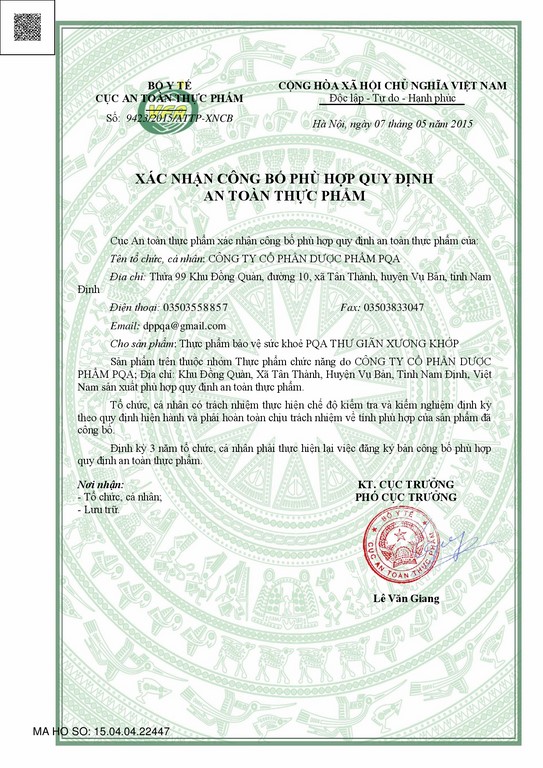 BỘ Y TẾ
CỤC AN TOÀN THỰC PHẨM
Số: 9423/2015/ATTP-XNCB
CỘNG HÒA XÃ HỘI CHỦ NGHĨA VIỆT NAM
Độc lập - Tự do - Hạnh phúc
Hà Nội, ngày 07 tháng 05 năm 2015
XÁC NHẬN CÔNG BỐ PHÙ HỢP QUY ĐỊNH
AN TOÀN THỰC PHẨM
Cục An toàn thực phẩm xác nhận công bố phù hợp quy định an toàn thực phẩm của:
Tên tổ chức, cá nhân: CÔNG TY CỔ PHẦN DƯỢC PHẨM PQA
Địa chỉ: Thửa 99 Khu Đồng Quàn, đường 10, xã Tân Thành, huyện Vụ Bản, tỉnh Nam
Định
Điện thoại: 03503558857 Fax: 03503833047
Email: dppqa@gmail.com
Cho sản phẩm: Thực phẩm bảo vệ sức khoẻ PQA THƯ GIÃN XƯƠNG KHỚP
Sản phẩm trên thuộc nhóm Thực phẩm chức năng do CÔNG TY CỔ PHẦN DƯỢC
PHẨM PQA; Địa chỉ: Khu Đồng Quàn, Xã Tân Thành, Huyện Vụ Bản, Tỉnh Nam Định, Việt
Nam sản xuất phù hợp quy định an toàn thực phẩm.
Tổ chức, cá nhân có trách nhiệm thực hiện chế độ kiểm tra và kiểm nghiệm định kỳ
theo quy định hiện hành và phải hoàn toàn chịu trách nhiệm về tính phù hợp của sản phẩm đã
công bố.
Định kỳ 3 năm tổ chức, cá nhân phải thực hiện lại việc đăng ký bản công bố phù hợp
quy định an toàn thực phẩm.
Nơi nhận:
- Tổ chức, cá nhân;
- Lưu trữ.
KT. CỤC TRƯỞNG
PHÓ CỤC TRƯỞNG
BỘ Y TẾ
CỤC AN TOÀN THỰC PHẨM
Lê Văn Giang
MA HO SO: 15.04.04.22447